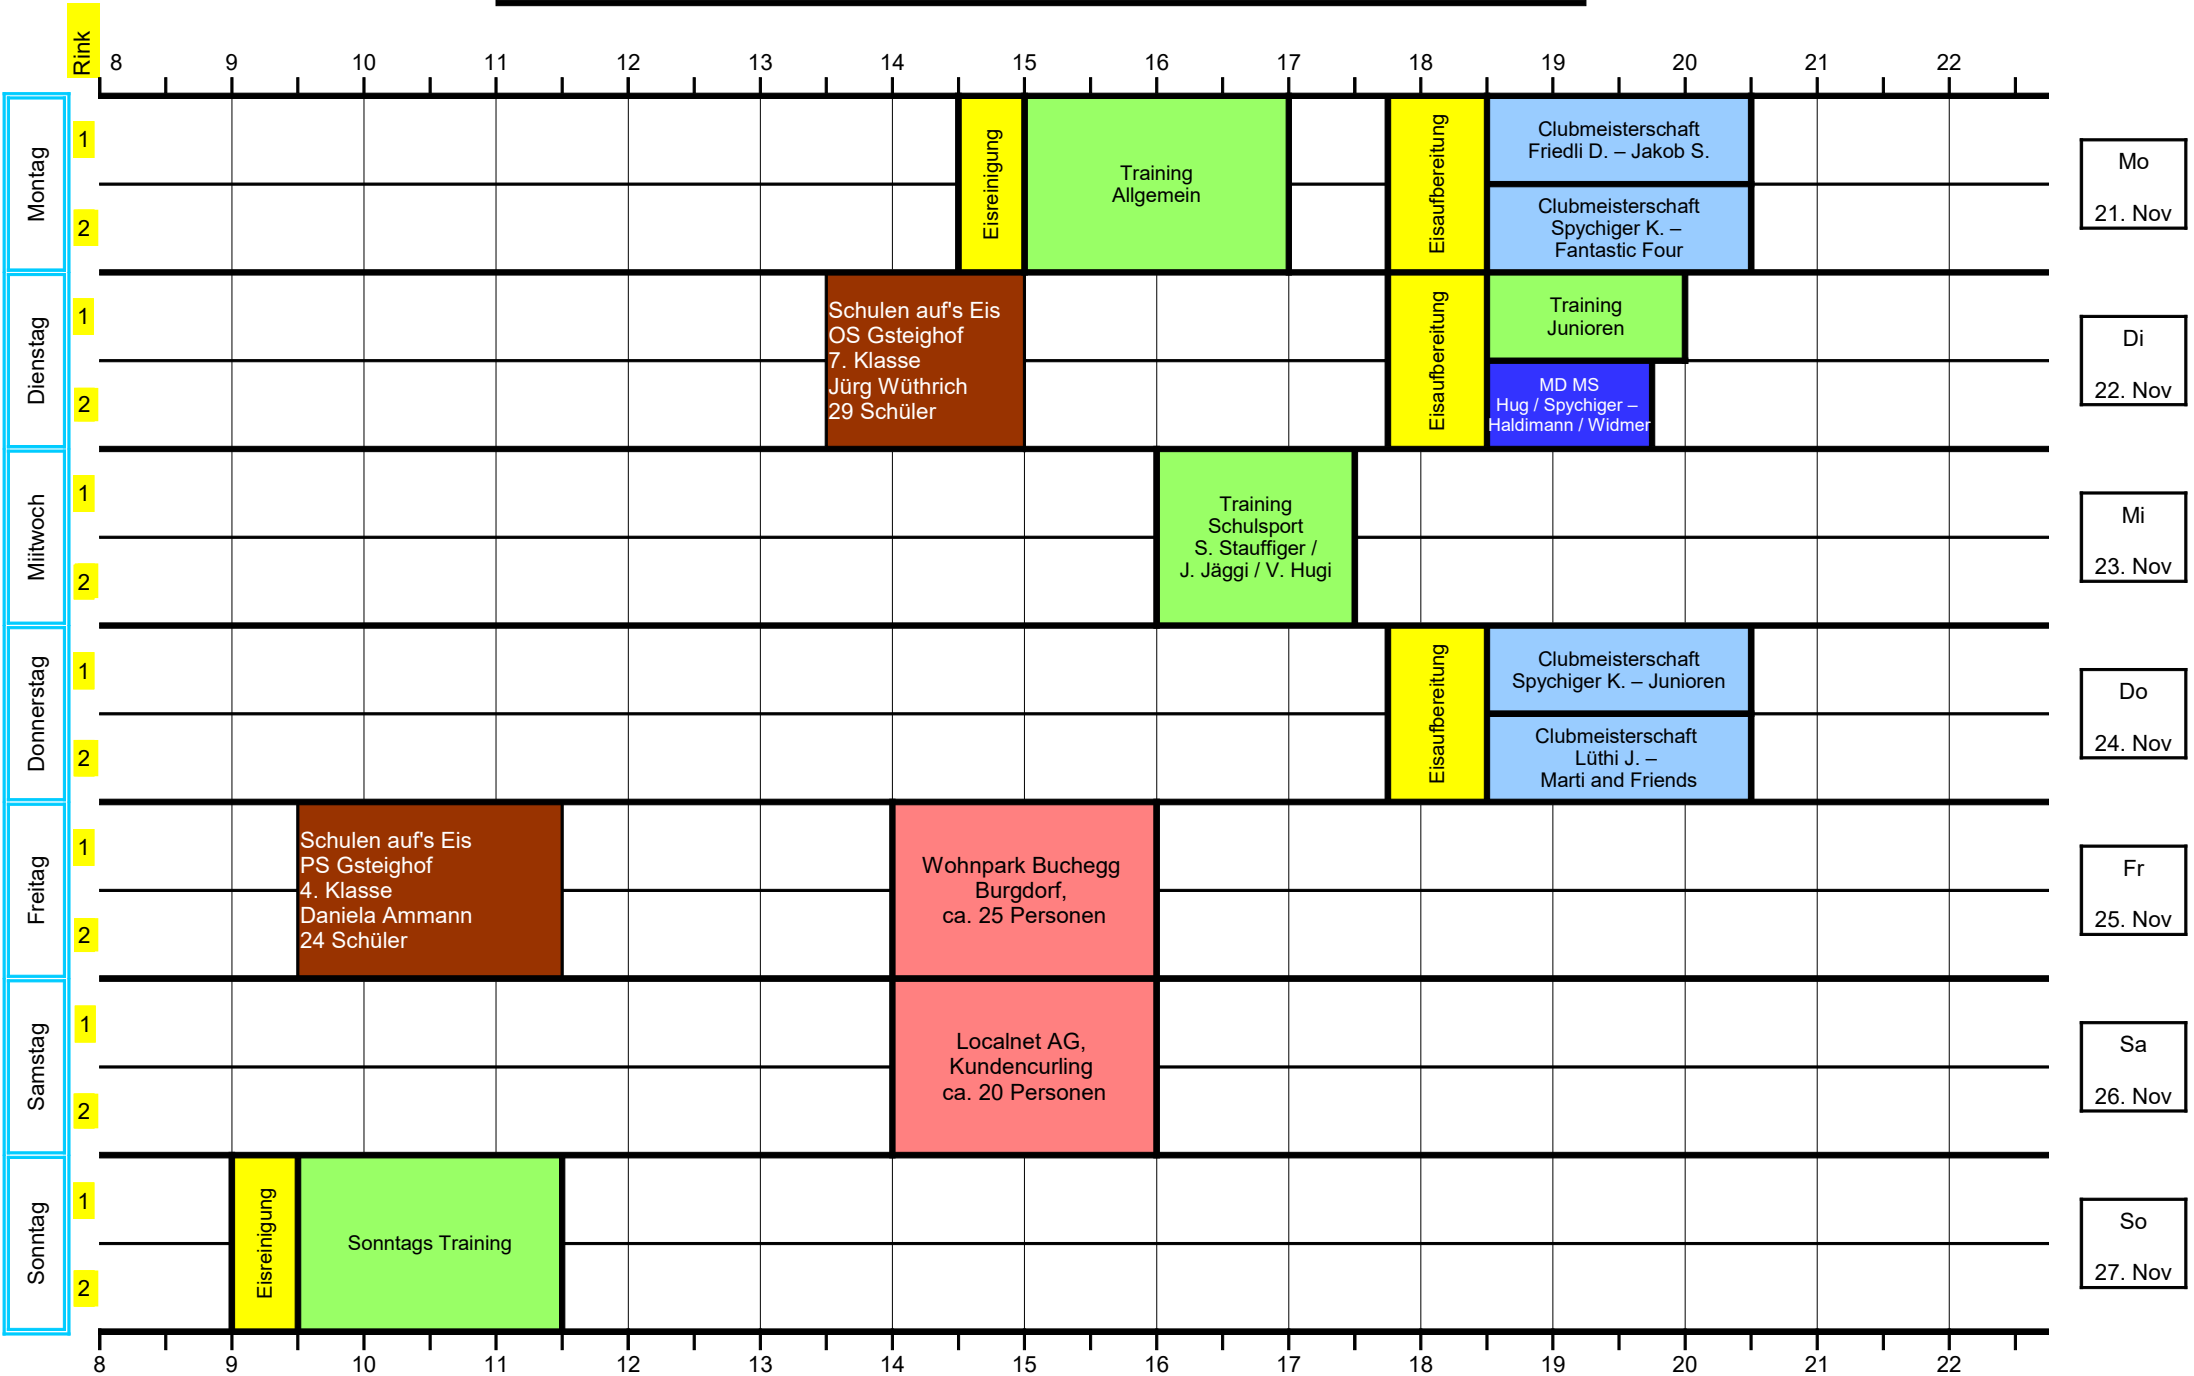 Rink
8 9 10 11 12 13 14 15 16 17 18 19 20 21 22
Montag
1
2
Eisreinigung
Training
Allgemein
Eisaufbereitung
Clubmeisterschaft
Friedli D. – Jakob S.
Clubmeisterschaft
Spychiger K. –
Fantastic Four
Mo
21. Nov
Dienstag
1
2
Schulen auf's Eis
OS Gsteighof
7. Klasse
Jürg Wüthrich
29 Schüler
Eisaufbereitung
Training
Junioren
MD MS
Hug / Spychiger –
Haldimann / Widmer
Di
22. Nov
Miitwoch
1
2
Training
Schulsport
S. Stauffiger /
J. Jäggi / V. Hugi
Mi
23. Nov
Donnerstag
1
2
Eisaufbereitung
Clubmeisterschaft
Spychiger K. – Junioren
Clubmeisterschaft
Lüthi J. –
Marti and Friends
Do
24. Nov
Freitag
1
2
Schulen auf's Eis
PS Gsteighof
4. Klasse
Daniela Ammann
24 Schüler
Wohnpark Buchegg
Burgdorf,
ca. 25 Personen
Fr
25. Nov
Samstag
1
2
Localnet AG,
Kundencurling
ca. 20 Personen
Sa
26. Nov
Sonntag
1
2
Eisreinigung
Sonntags Training
So
27. Nov
8 9 10 11 12 13 14 15 16 17 18 19 20 21 22